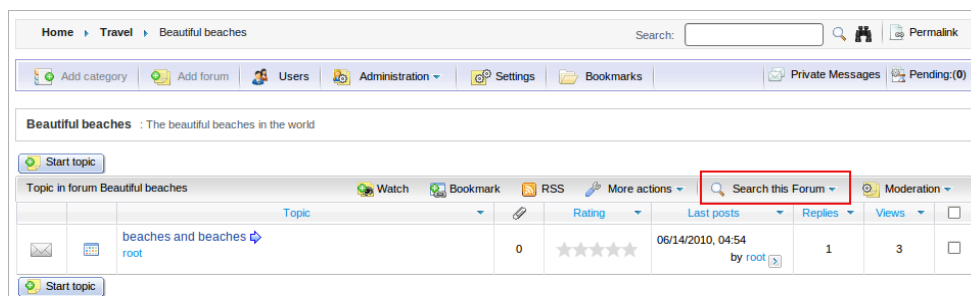 Home Travel Beautiful beaches Search: Permalink
Add category Add forum Users Administration Settings Bookmarks Private Messages Pending:(0)
Beautiful beaches : The beautiful beaches in the world
Start topic
Topic in forum Beautiful beaches Watch Bookmark RSS More actions Search this Forum Moderation
Topic Rating Last posts Replies Views
beaches and beaches 0 06/14/2010, 04:54 1 3
root by root
Start topic